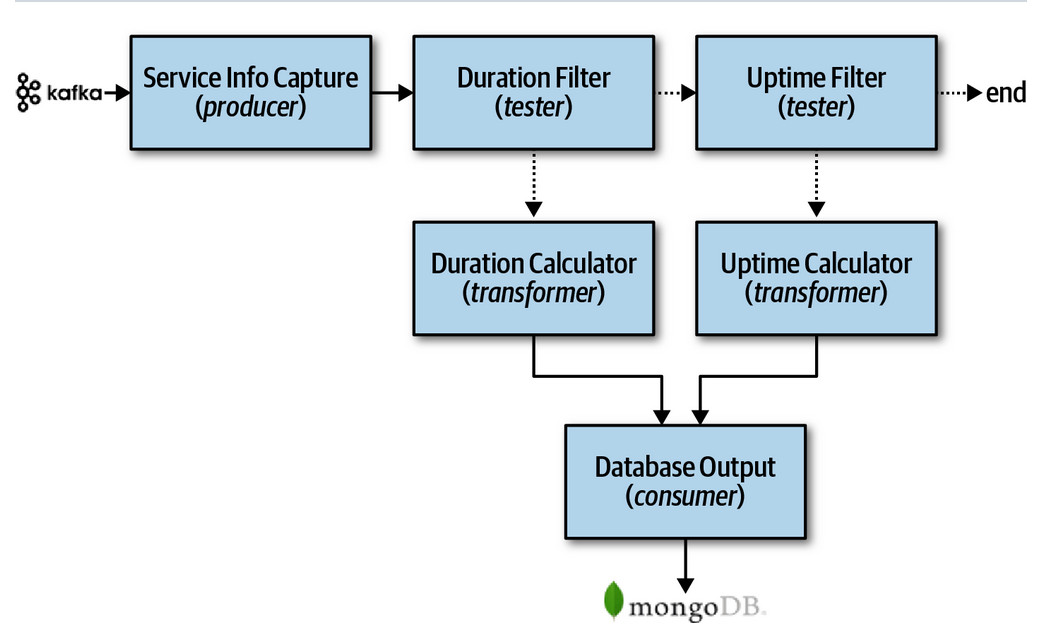 kafka
Service Info Capture
(producer)
Duration Filter
(tester)
Uptime Filter
(tester)
end
Duration Calculator
(transformer)
Uptime Calculator
(transformer)
Database Output
(consumer)
mongoDB.